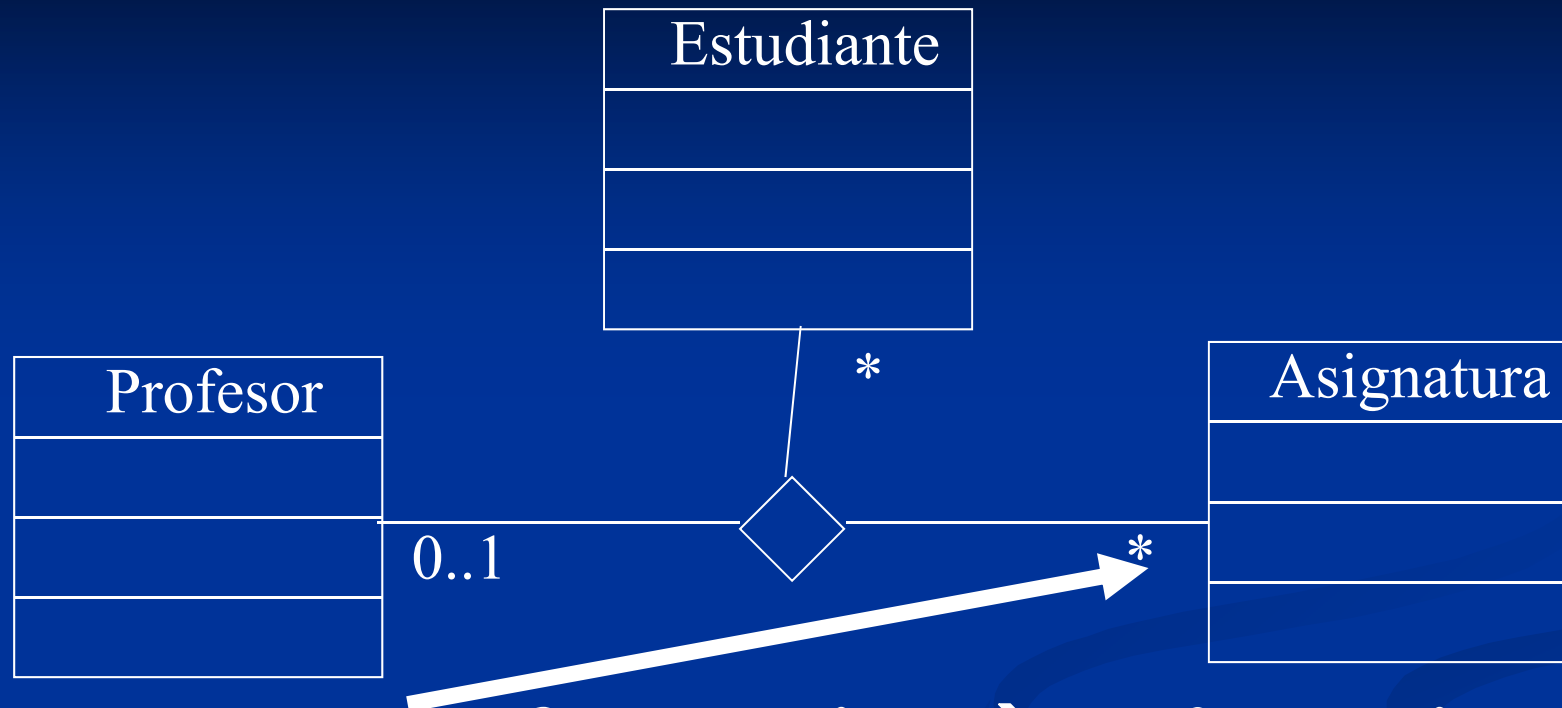 Estudiante
*
Profesor
Asignatura
0..1
*